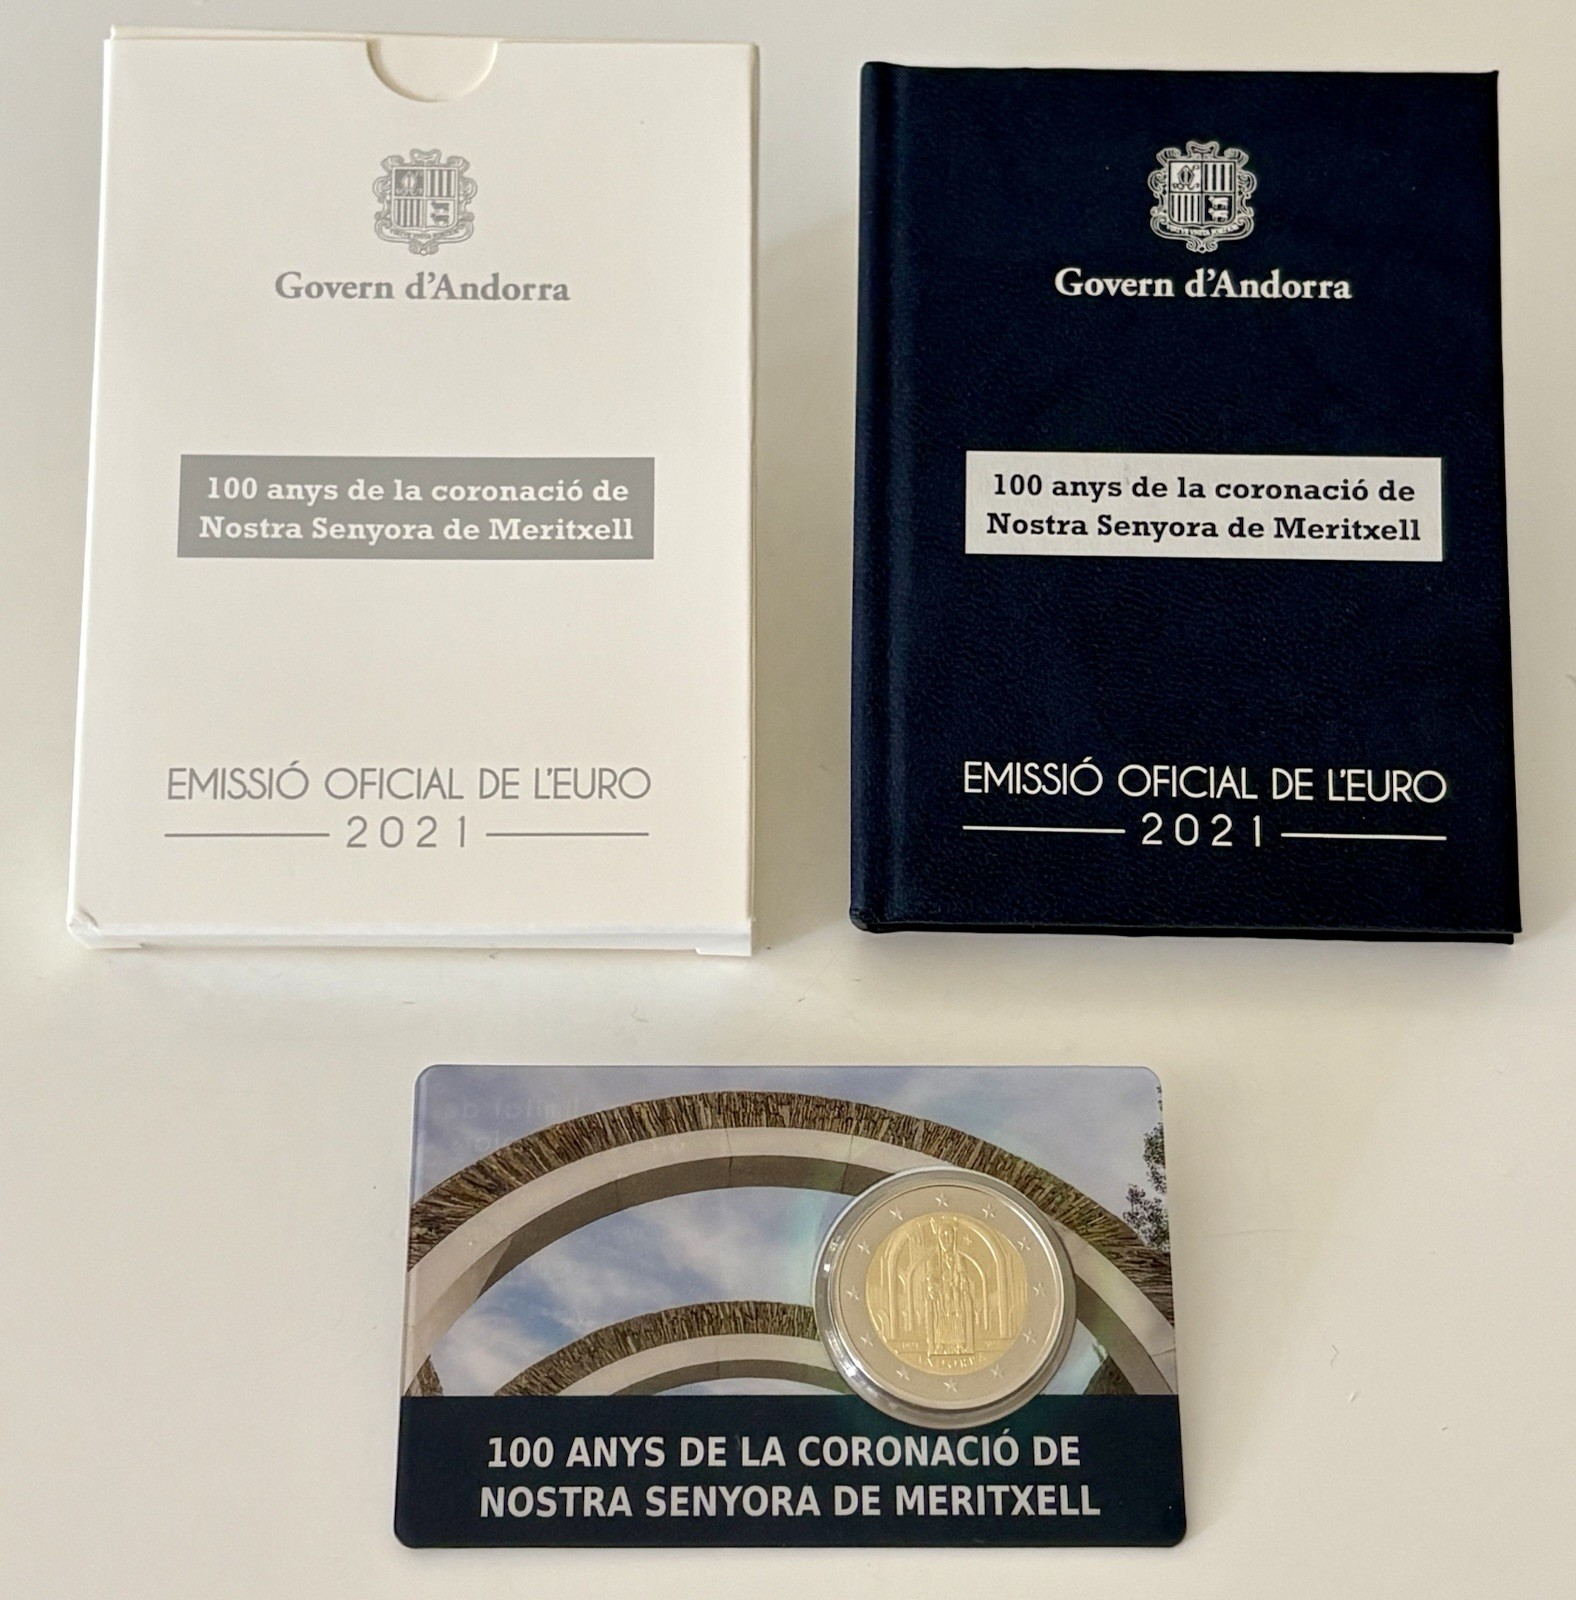 Govern d'Andorra
100 anys de la coronació de
Nostra Senyora de Meritxell
EMISSIÓ OFICIAL DE L'EURO
2021
Govern d'Andorra
100 anys de la coronació de
Nostra Senyora de Meritxell
EMISSIÓ OFICIAL DE L'EURO
2021
ANDORRA
100 ANYS DE LA CORONACIÓ DE
NOSTRA SENYORA DE MERITXELL